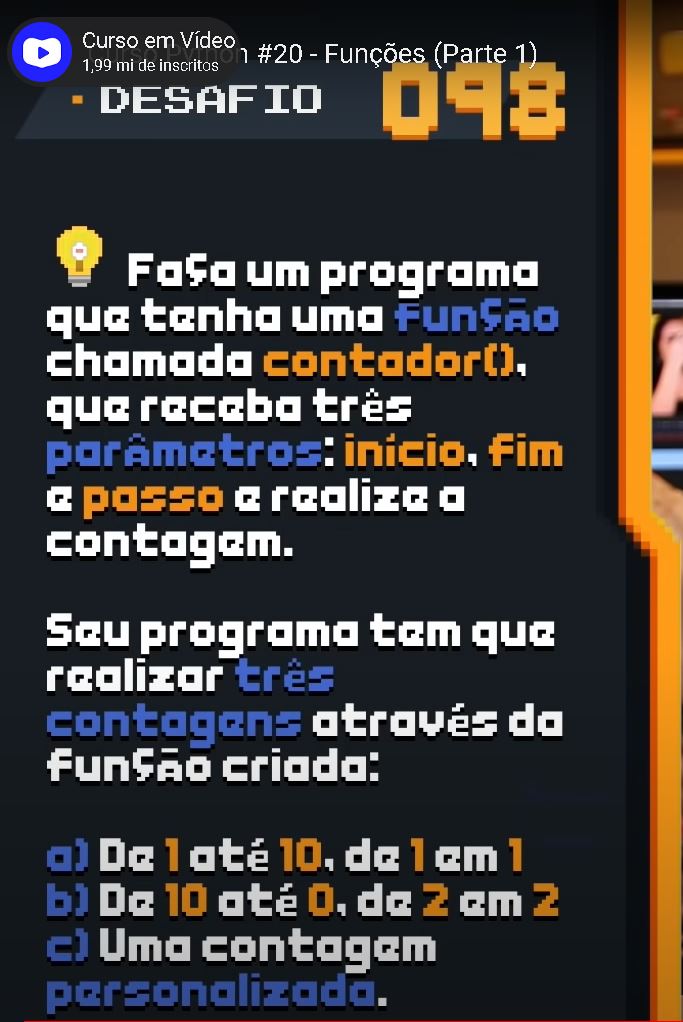 Curso em Vídeo
n #20 - Funções (Parte 1)
1,99 mi de inscritos
DESAFIO 098
Faça um programa
que tenha uma função
chamada contador(),
que receba três
parâmetros: início, fim
e passo e realize a
contagem.
Seu programa tem que
realizar três
contagens através da
função criada:
a) De 1 até 10, de 1 em 1
b) De 10 até 0, de 2 em 2
c) Uma contagem
personalizada.